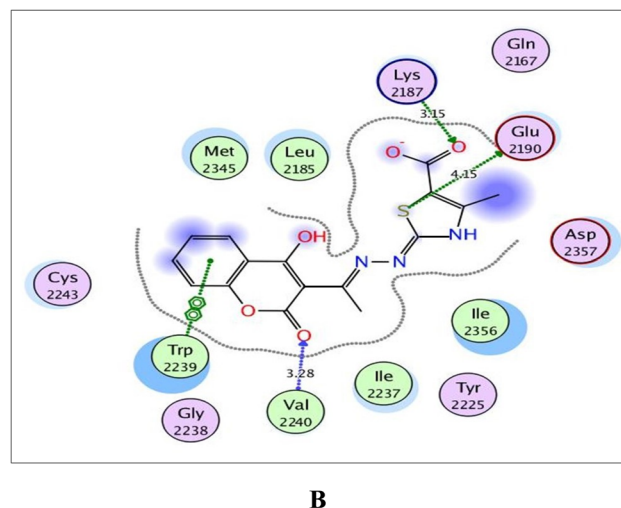 Gln
2167
Lys
2187
3.15
O
O-
Glu
2190
4.15
Met
2345
Leu
2185
S
OH
N
N
NH
Asp
2357
Cys
2243
O
O
Trp
2239
3.28
Ile
2356
Ile
2237
Tyr
2225
Gly
2238
Val
2240
B